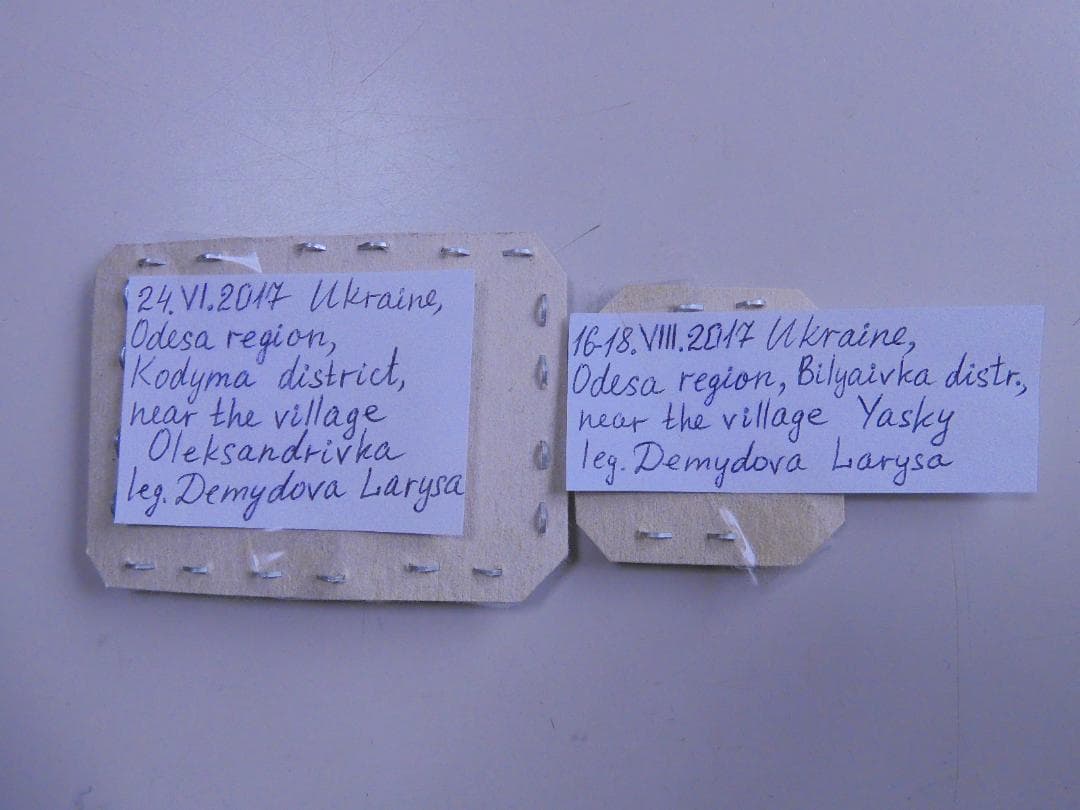 24.VI.2017 Ukraine,
Odesa region,
Kodyma district,
near the village
Oleksandrivka
leg. Demydova Larysa
16-18.VIII.2017 Ukraine,
Odesa region, Bilyaivka distr.,
near the village Yasky
leg. Demydova Larysa